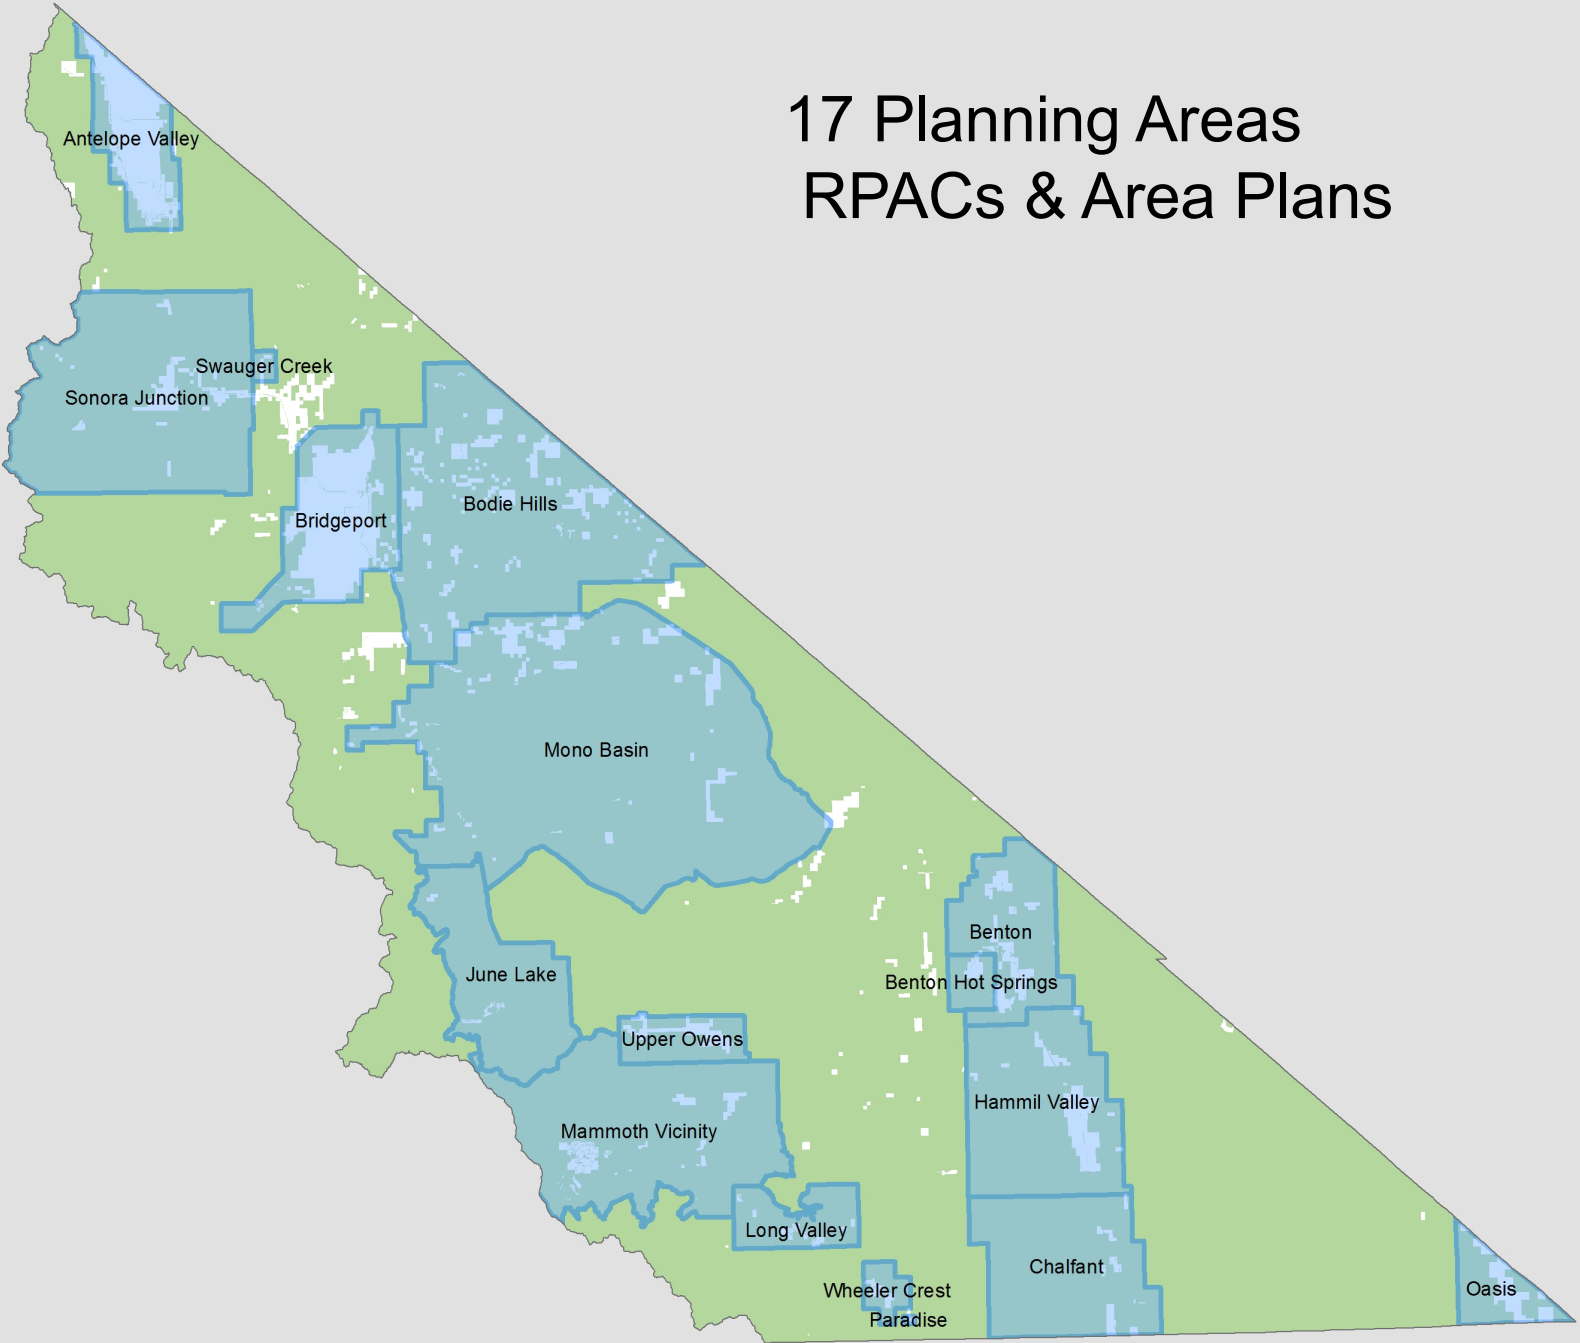 17 Planning Areas
RPACs & Area Plans
Antelope Valley
Swauger Creek
Sonora Junction
Bodie Hills
Bridgeport
Mono Basin
Benton
June Lake
Benton Hot Springs
Upper Owens
Hammil Valley
Mammoth Vicinity
Long Valley
Chalfant
Oasis
Wheeler Crest
Paradise